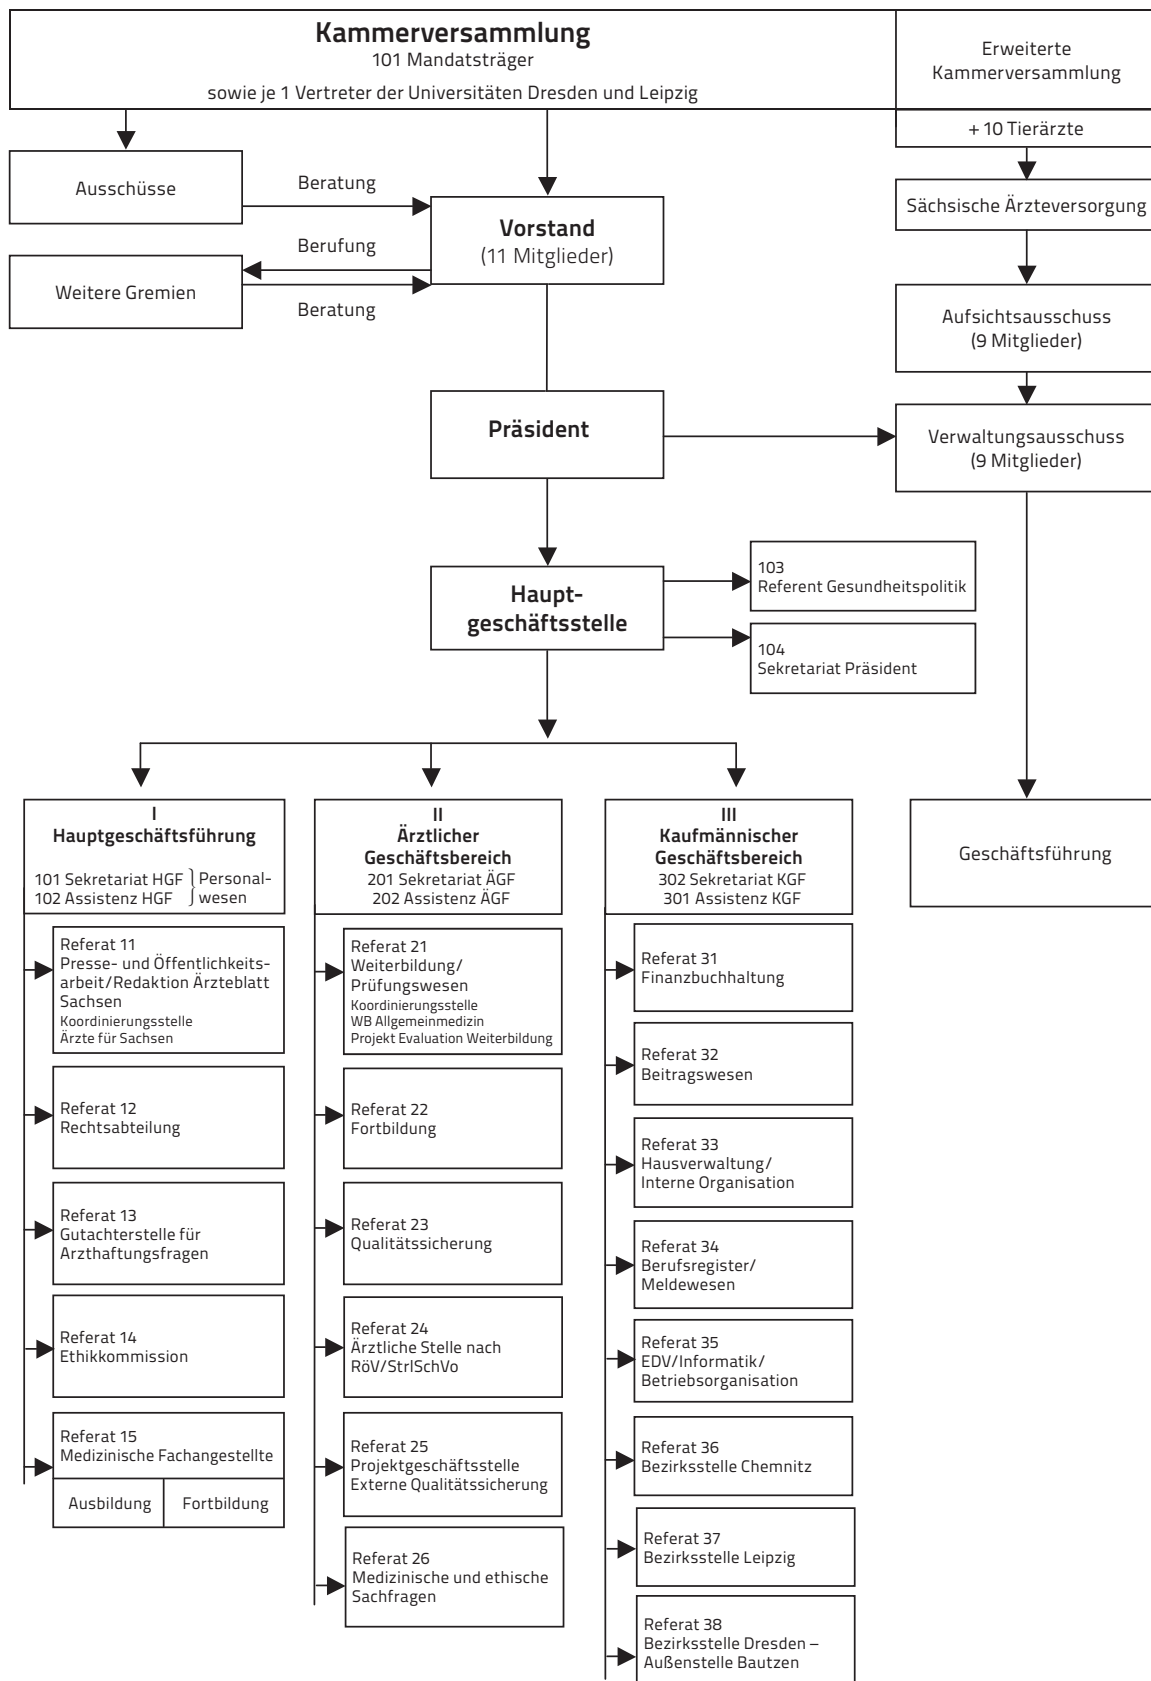 Kammerversammlung
101 Mandatsträger
sowie je 1 Vertreter der Universitäten Dresden und Leipzig
Erweiterte
Kammerversammlung
+ 10 Tierärzte
Ausschüsse
Beratung
Vorstand
(11 Mitglieder)
Sächsische Ärzteversorgung
Berufung
Weitere Gremien
Beratung
Aufsichtsausschuss
(9 Mitglieder)
Präsident
Verwaltungsausschuss
(9 Mitglieder)
Haupt-
geschäftsstelle
103
Referent Gesundheitspolitik
104
Sekretariat Präsident
I
Hauptgeschäftsführung
101 Sekretariat HGF
102 Assistenz HGF
Personal-
wesen
Referat 11
Presse- und Öffentlichkeits-
arbeit/Redaktion Ärzteblatt
Sachsen
Koordinierungsstelle
Ärzte für Sachsen
Referat 12
Rechtsabteilung
Referat 13
Gutachterstelle für
Arzthaftungsfragen
Referat 14
Ethikkommission
Referat 15
Medizinische Fachangestellte
Ausbildung
Fortbildung
II
Ärztlicher
Geschäftsbereich
201 Sekretariat ÄGF
202 Assistenz ÄGF
Referat 21
Weiterbildung/
Prüfungswesen
Koordinierungsstelle
WB Allgemeinmedizin
Projekt Evaluation Weiterbildung
Referat 22
Fortbildung
Referat 23
Qualitätssicherung
Referat 24
Ärztliche Stelle nach
RöV/StrlSchVo
Referat 25
Projektgeschäftsstelle
Externe Qualitätssicherung
Referat 26
Medizinische und ethische
Sachfragen
III
Kaufmännischer
Geschäftsbereich
302 Sekretariat KGF
301 Assistenz KGF
Referat 31
Finanzbuchhaltung
Referat 32
Beitragswesen
Referat 33
Hausverwaltung/
Interne Organisation
Referat 34
Berufsregister/
Meldewesen
Referat 35
EDV/Informatik/
Betriebsorganisation
Referat 36
Bezirksstelle Chemnitz
Referat 37
Bezirksstelle Leipzig
Referat 38
Bezirksstelle Dresden –
Außenstelle Bautzen
Geschäftsführung